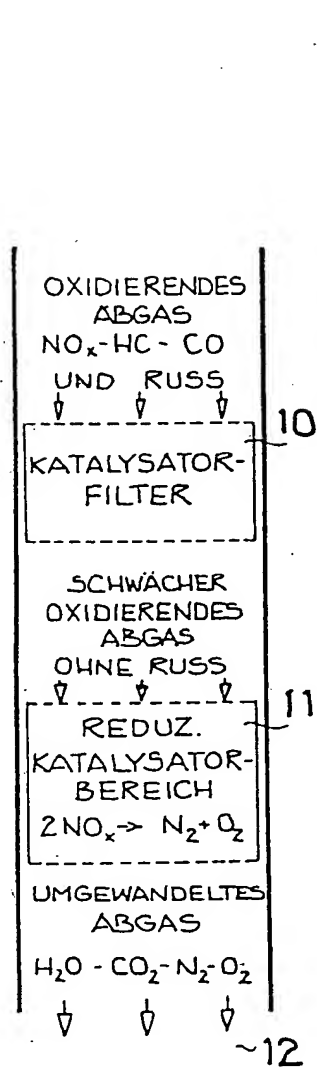 OXIDIERENDES
ABGAS
NOₓ-HC - CO
UND RUSS
10
KATALYSATOR-
FILTER
SCHWÄCHER
OXIDIERENDES
ABGAS
OHNE RUSS
11
REDUZ.
KATALYSATOR-
BEREICH
2NOₓ→ N₂+O₂
UMGEWANDELTES
ABGAS
H₂O - CO₂-N₂-O₂
~12